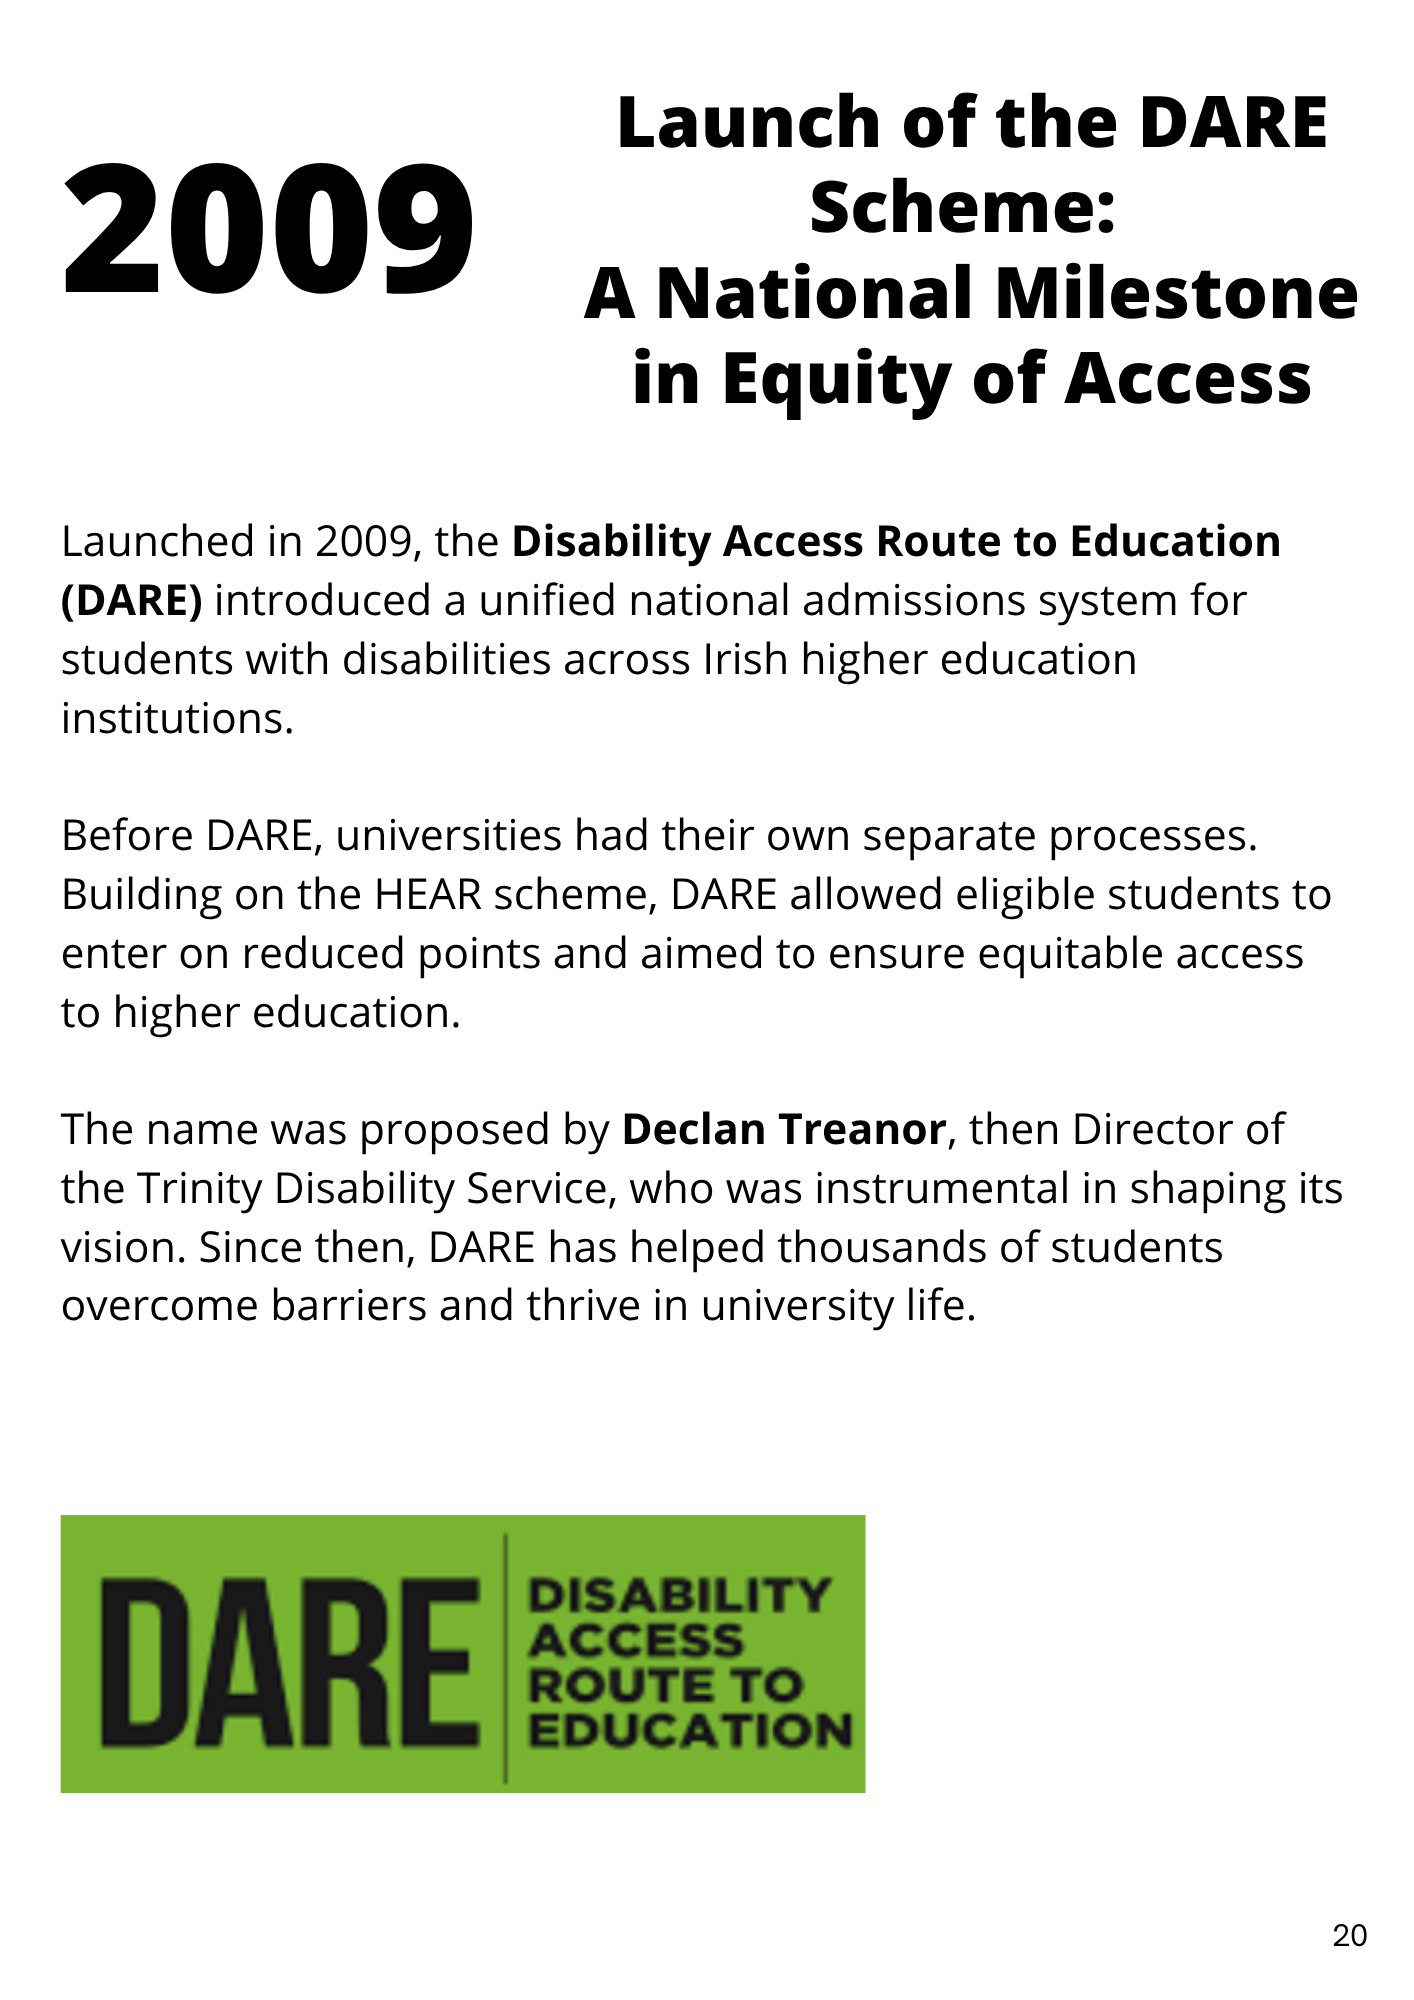 2009
Launch of the DARE
Scheme:
A National Milestone
in Equity of Access
Launched in 2009, the Disability Access Route to Education
(DARE) introduced a unified national admissions system for
students with disabilities across Irish higher education
institutions.
Before DARE, universities had their own separate processes.
Building on the HEAR scheme, DARE allowed eligible students to
enter on reduced points and aimed to ensure equitable access
to higher education.
The name was proposed by Declan Treanor, then Director of
the Trinity Disability Service, who was instrumental in shaping its
vision. Since then, DARE has helped thousands of students
overcome barriers and thrive in university life.
DARE
DISABILITY
ACCESS
ROUTE TO
EDUCATION
20